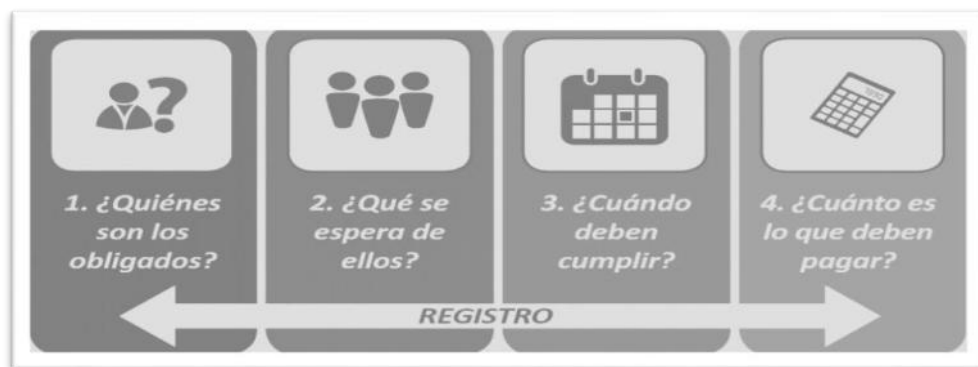 1. ¿Quiénes
son los
obligados?
2. ¿Qué se
espera de
ellos?
3. ¿Cuándo
deben
cumplir?
4. ¿Cuánto es
lo que deben
pagar?
REGISTRO